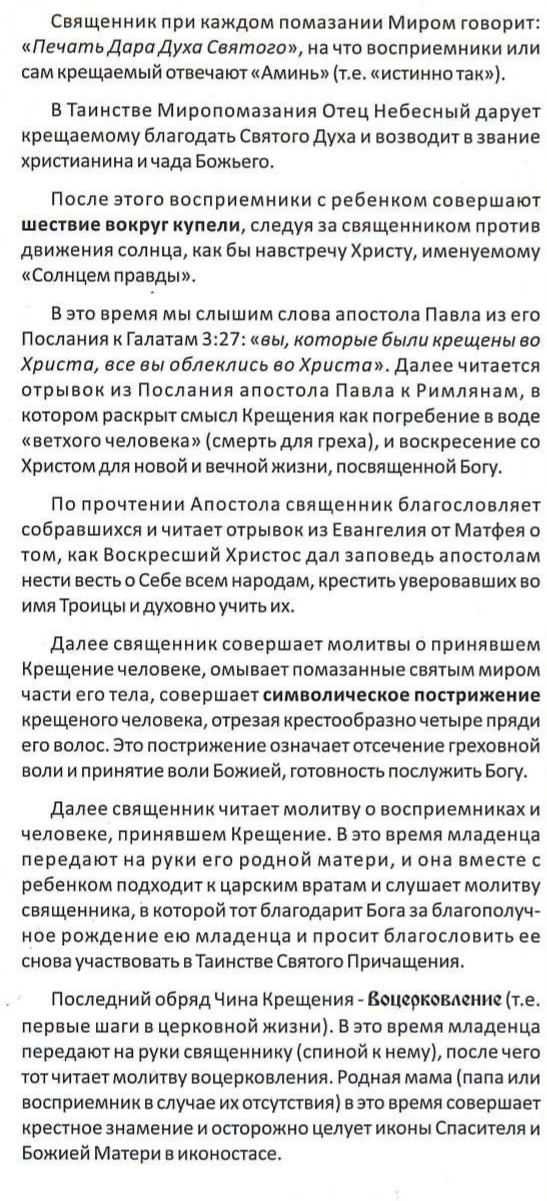 Священник при каждом помазании Миром говорит:
«Печать Дара Духа Святого», на что восприемники или
сам крещаемый отвечают «Аминь» (т.е. «истинно так»).
В Таинстве Миропомазания Отец Небесный дарует
крещаемому благодать Святого Духа и возводит в звание
христианина и чада Божьего.
После этого восприемники с ребенком совершают
шествие вокруг купели, следуя за священником против
движения солнца, как бы навстречу Христу, именуемому
«Солнцем правды».
В это время мы слышим слова апостола Павла из его
Послания к Галатам 3:27: «вы, которые были крещены во
Христа, все вы облеклись во Христа». Далее читается
отрывок из Послания апостола Павла к Римлянам, в
котором раскрыт смысл Крещения как погребение в воде
«ветхого человека» (смерть для греха), и воскресение со
Христом для новой и вечной жизни, посвященной Богу.
По прочтении Апостола священник благословляет
собравшихся и читает отрывок из Евангелия от Матфея о
том, как Воскресший Христос дал заповедь апостолам
нести весть о Себе всем народам, крестить уверовавших во
имя Троицы и духовно учить их.
Далее священник совершает молитвы о принявшем
Крещение человеке, омывает помазанные святым миром
части его тела, совершает символическое пострижение
крещеного человека, отрезая крестообразно четыре пряди
его волос. Это пострижение означает отсечение греховной
воли и принятие воли Божией, готовность послужить Богу.
Далее священник читает молитву о восприемниках и
человеке, принявшем Крещение. В это время младенца
передают на руки его родной матери, и она вместе с
ребенком подходит к царским вратам и слушает молитву
священника, в которой тот благодарит Бога за благополуч-
ное рождение ею младенца и просит благословить ее
снова участвовать в Таинстве Святого Причащения.
Последний обряд Чина Крещения - Воцерковление (т.е.
первые шаги в церковной жизни). В это время младенца
передают на руки священнику (спиной к нему), после чего
тот читает молитву воцерковления. Родная мама (папа или
восприемник в случае их отсутствия) в это время совершает
крестное знамение и осторожно целует иконы Спасителя и
Божией Матери в иконостасе.